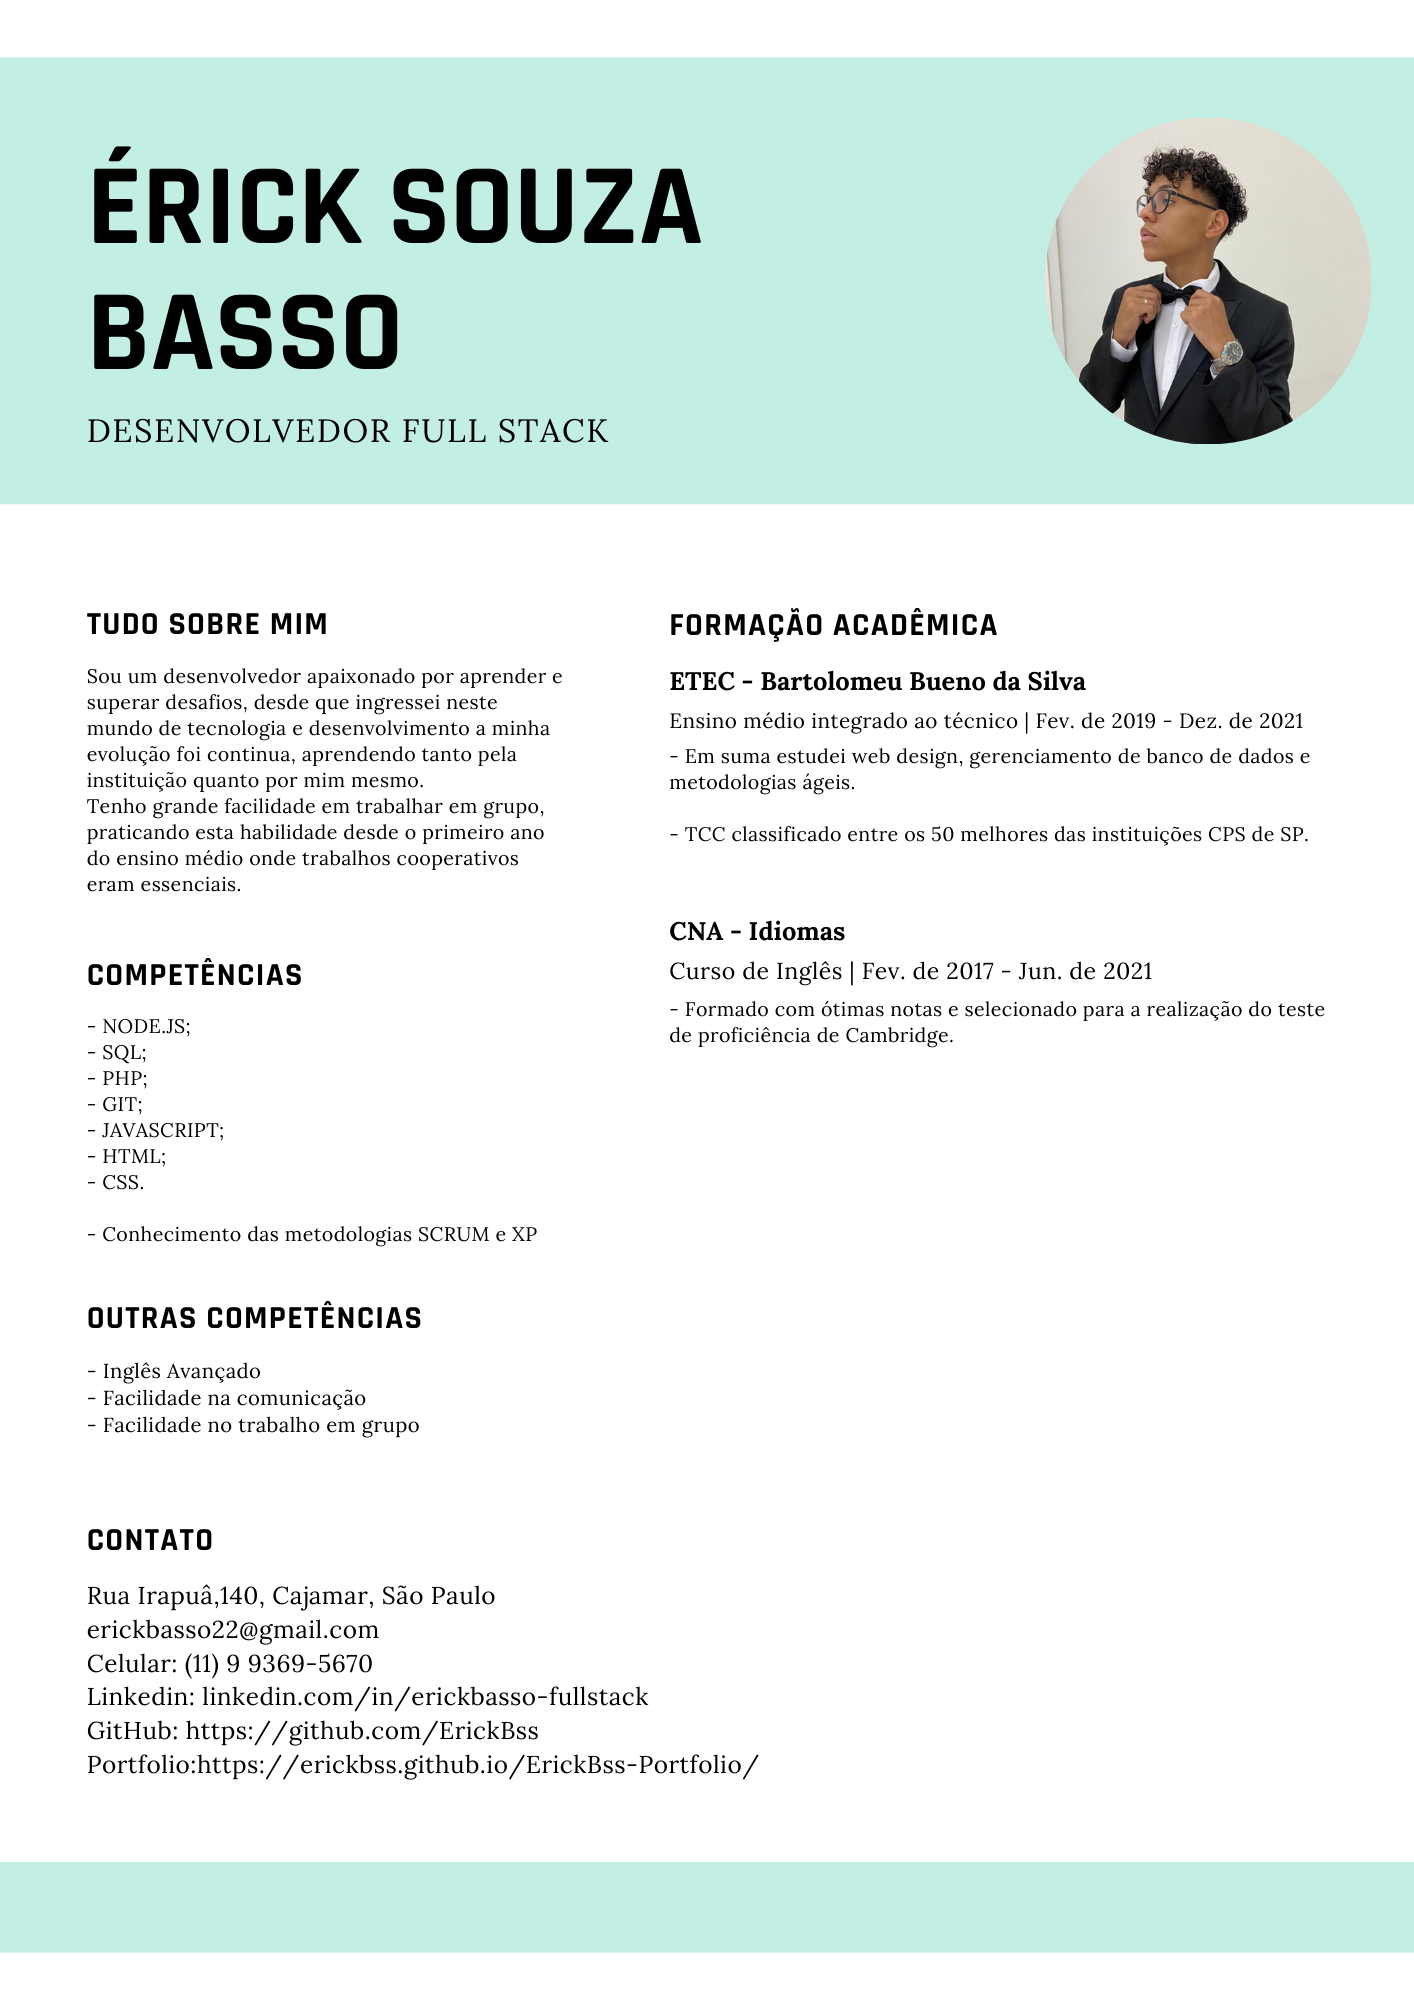 ÉRICK SOUZA
BASSO
DESENVOLVEDOR FULL STACK
TUDO SOBRE MIM
Sou um desenvolvedor apaixonado por aprender e
superar desafios, desde que ingressei neste
mundo de tecnologia e desenvolvimento a minha
evolução foi continua, aprendendo tanto pela
instituição quanto por mim mesmo.
Tenho grande facilidade em trabalhar em grupo,
praticando esta habilidade desde o primeiro ano
do ensino médio onde trabalhos cooperativos
eram essenciais.
COMPETÊNCIAS
- NODE.JS;
- SQL;
- PHP;
- GIT;
- JAVASCRIPT;
- HTML;
- CSS.
- Conhecimento das metodologias SCRUM e XP
OUTRAS COMPETÊNCIAS
- Inglês Avançado
- Facilidade na comunicação
- Facilidade no trabalho em grupo
CONTATO
Rua Irapuâ,140, Cajamar, São Paulo
erickbasso22@gmail.com
Celular: (11) 9 9369-5670
Linkedin: linkedin.com/in/erickbasso-fullstack
GitHub: https://github.com/ErickBss
Portfolio:https://erickbss.github.io/ErickBss-Portfolio/
FORMAÇÃO ACADÊMICA
ETEC - Bartolomeu Bueno da Silva
Ensino médio integrado ao técnico | Fev. de 2019 - Dez. de 2021
- Em suma estudei web design, gerenciamento de banco de dados e
metodologias ágeis.
- TCC classificado entre os 50 melhores das instituições CPS de SP.
CNA - Idiomas
Curso de Inglês | Fev. de 2017 - Jun. de 2021
- Formado com ótimas notas e selecionado para a realização do teste
de proficiência de Cambridge.